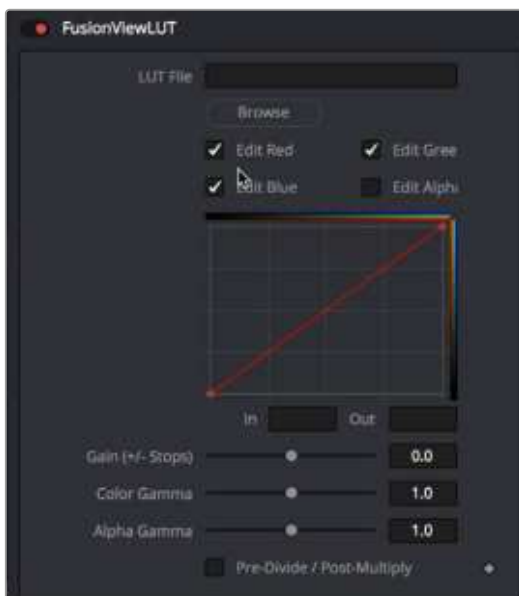 FusionViewLUT
LUT File
Browse
Edit Red Edit Gree
Edit Blue Edit Alph
In Out
Gain (+/- Stops) 0.0
Color Gamma 1.0
Alpha Gamma 1.0
Pre-Divide / Post-Multiply